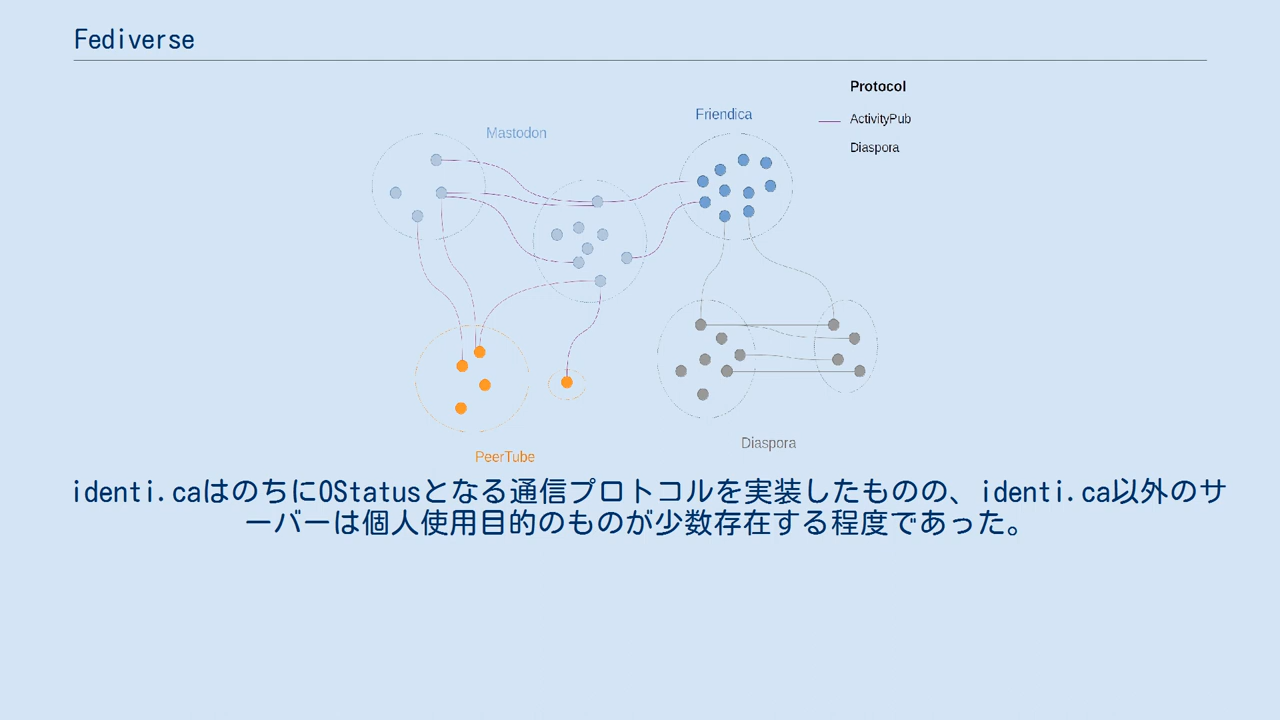 Fediverse
Protocol
Friendica
ActivityPub
Mastodon
Diaspora
Diaspora
PeerTube
identi.caはのちにOStatusとなる通信プロトコルを実装したものの、identi.ca以外のサ
ーバーは個人使用目的のものが少数存在する程度であった。